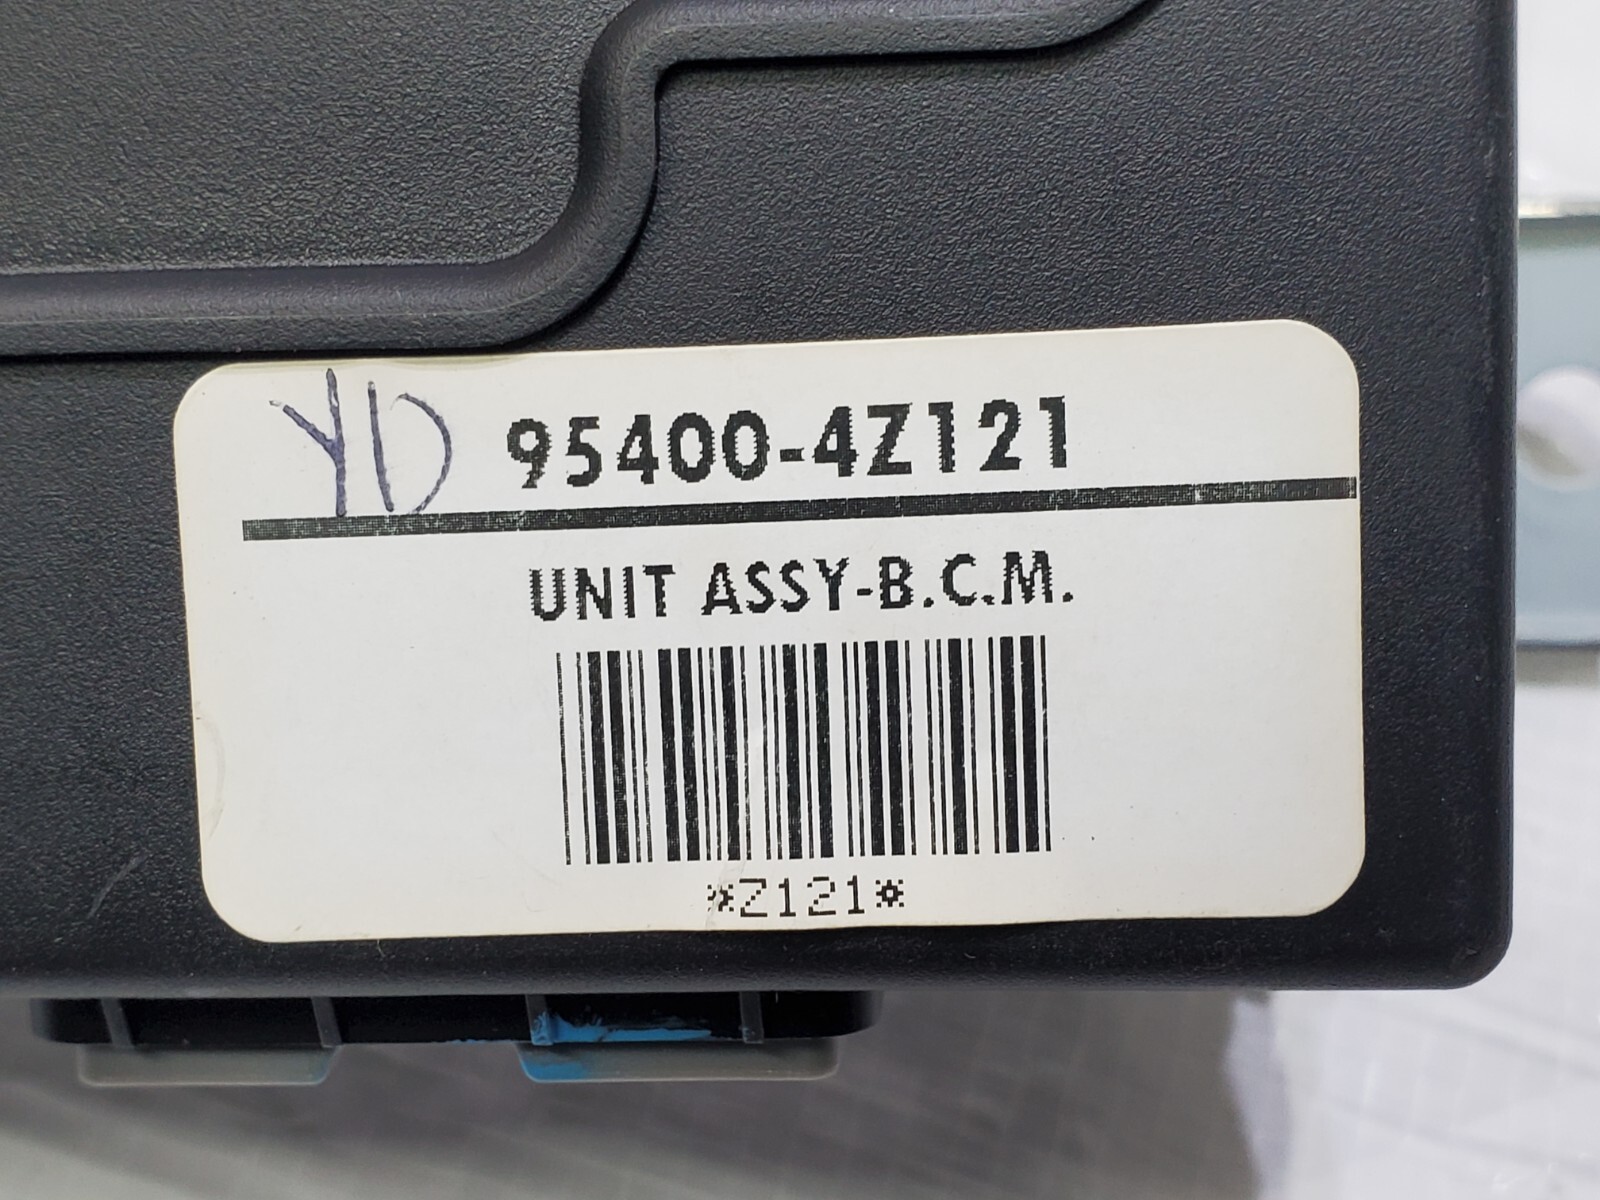 YD 95400-4Z121
UNIT ASSY-B.C.M.
*Z121*